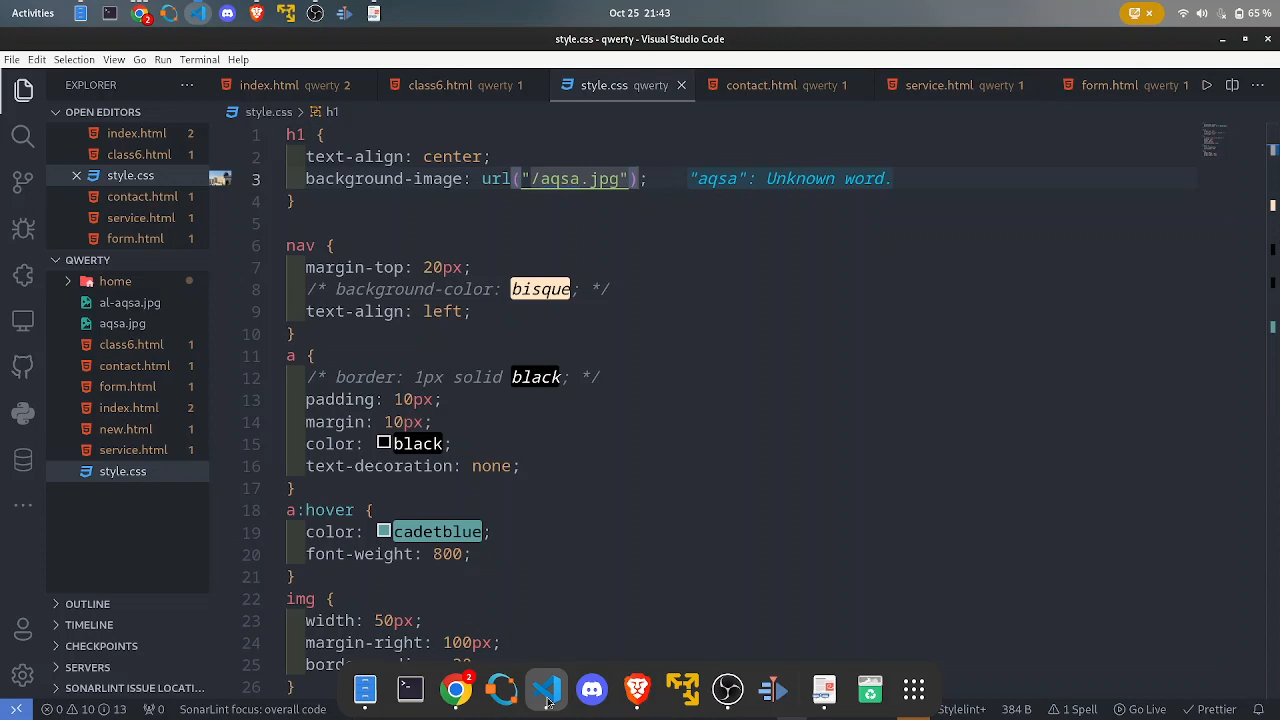 Activities
2
Oct 25 21:43
65 %
style.css - qwerty - Visual Studio Code
File Edit Selection View Go Run Terminal Help
EXPLORER
index.html qwerty 2
class6.html qwerty 1
style.css qwerty
contact.html qwerty 1
service.html qwerty 1
form.html qwerty 1
OPEN EDITORS
index.html 2
class6.html 1
style.css
contact.html 1
service.html 1
form.html 1
QWERTY
home
al-aqsa.jpg
aqsa.jpg
class6.html 1
contact.html 1
form.html 1
index.html 2
new.html 1
service.html 1
style.css
OUTLINE
TIMELINE
CHECKPOINTS
SERVERS
SONARLINT ISSUE LOCATI...
style.css > h1
1 h1 {
2 text-align: center;
3 background-image: url("/aqsa.jpg"); "aqsa": Unknown word.
4 }
5
6 nav {
7 margin-top: 20px;
8 /* background-color: bisque; */
9 text-align: left;
10 }
11 a {
12 /* border: 1px solid black; */
13 padding: 10px;
14 margin: 10px;
15 color: black;
16 text-decoration: none;
17 }
18 a:hover {
19 color: cadetblue;
20 font-weight: 800;
21 }
22 img {
23 width: 50px;
24 margin-right: 100px;
25
26 }
2
0 10 0 SonarLint focus: overall code
Stylelint+ 384 B 1 Spell Go Live Prettier